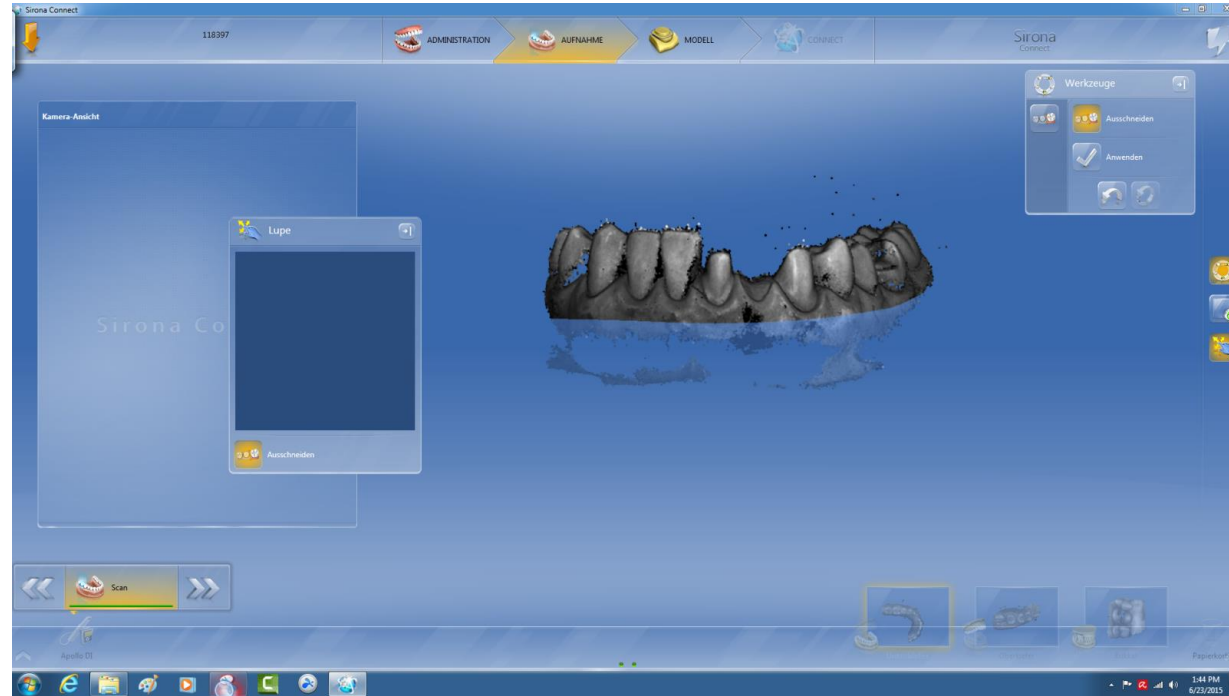 Sirona Connect
118397
ADMINISTRATION
AUFNAHME
MODELL
CONNECT
Sirona
Connect
Werkzeuge
Ausschneiden
Anwenden
Kamera-Ansicht
Lupe
Sirona Co
Ausschneiden
Scan
Apollo DI
Papierkorb
1:44 PM
6/23/2015